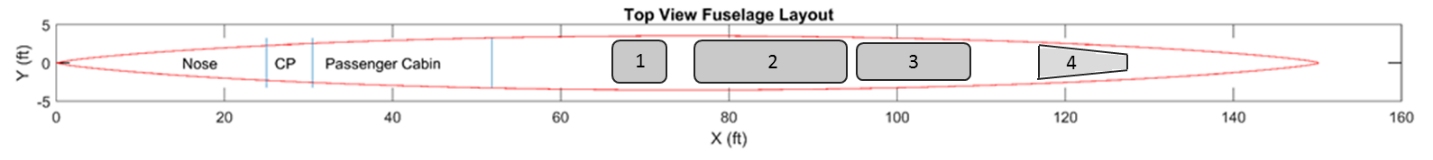 Top View Fuselage Layout
Y (ft)
5
0
-5
Nose
CP
Passenger Cabin
1
2
3
4
0 20 40 60 80 100 120 140 160
X (ft)